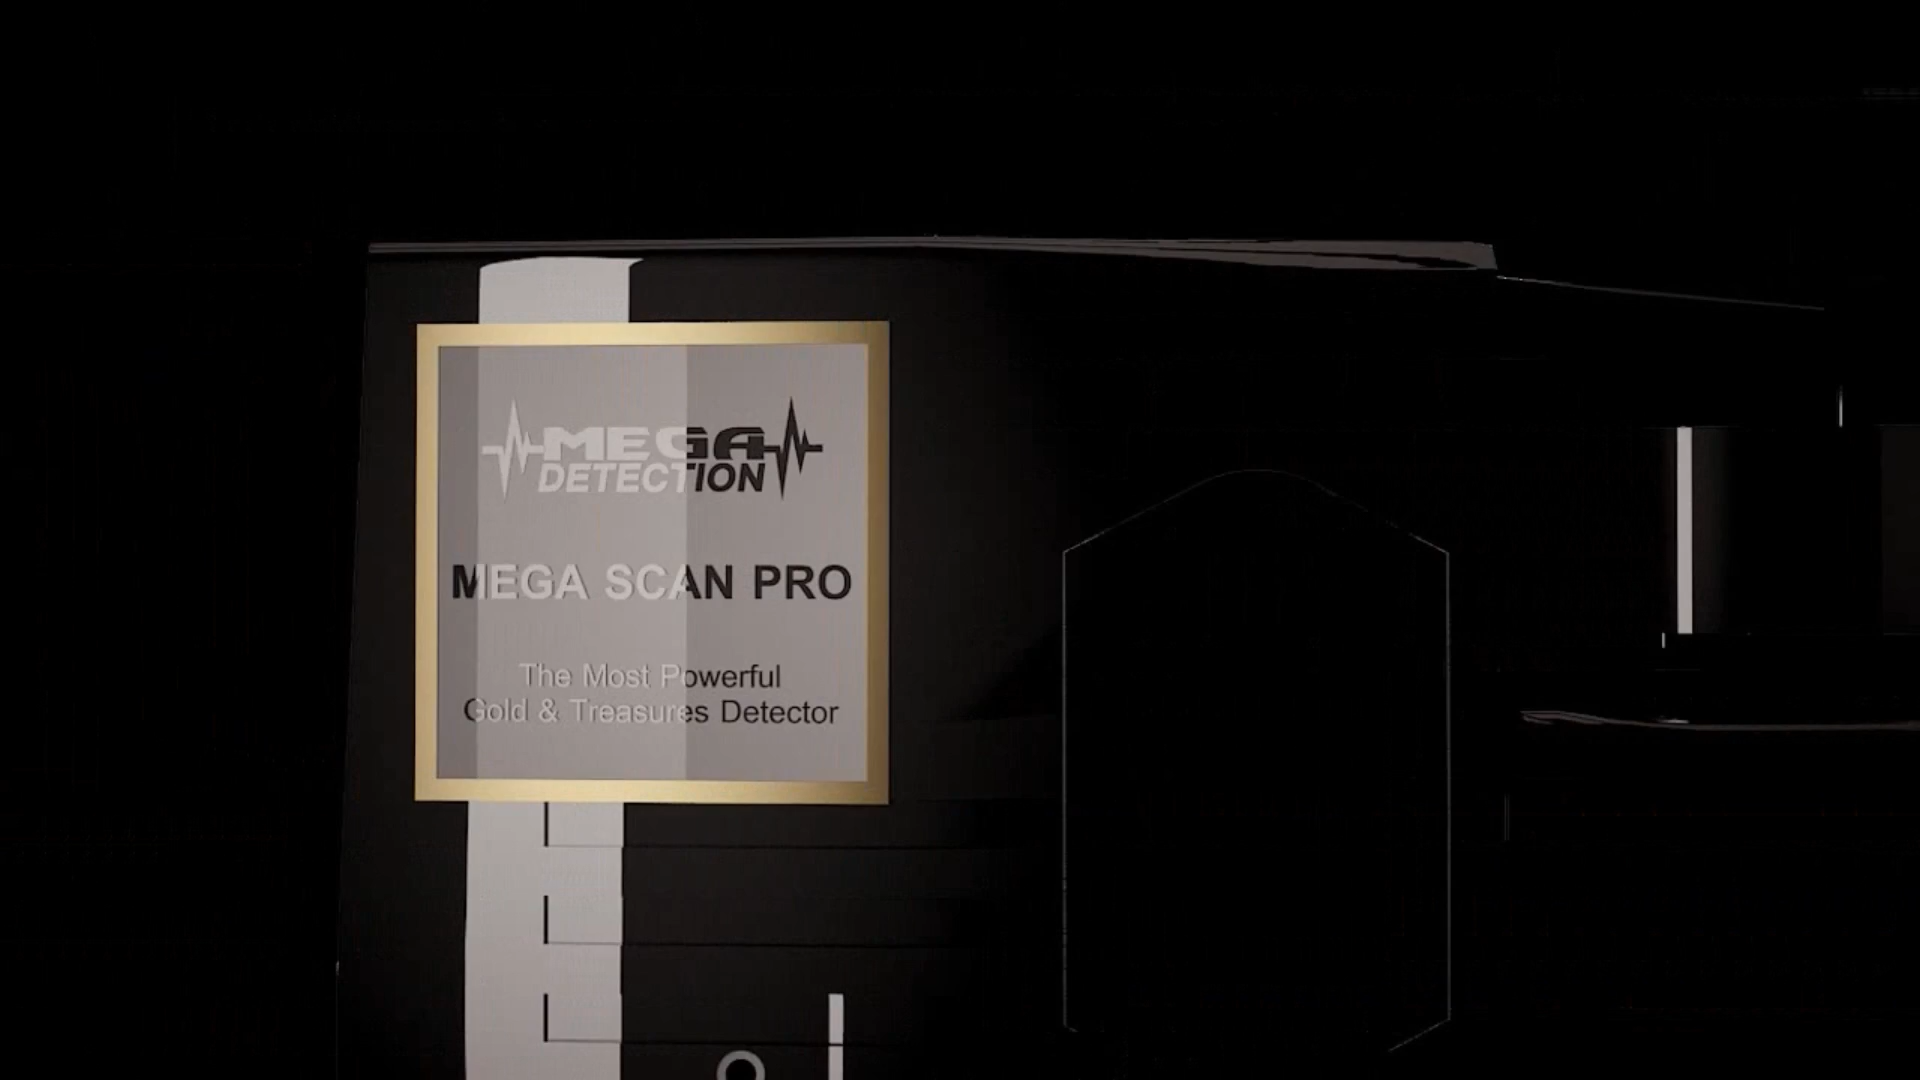 MEGA
DETECTION
MEGA SCAN PRO
The Most Powerful
Gold & Treasures Detector